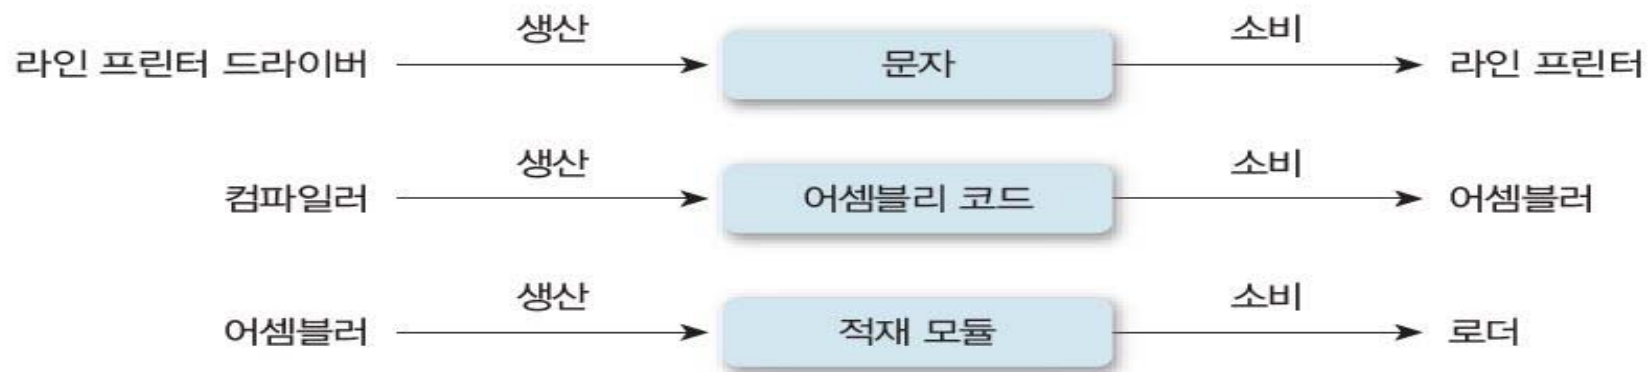 생산 소비
라인 프린터 드라이버 문자 라인 프린터
생산 소비
컴파일러 어셈블리 코드 어셈블러
생산 소비
어셈블러 적재 모듈 로더